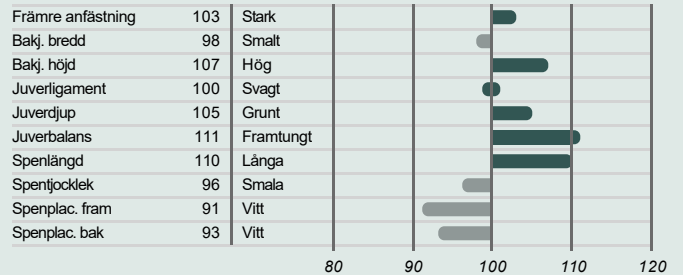 Främre anfästning 103 Stark
Bakj. bredd 98 Smalt
Bakj. höjd 107 Hög
Juverligament 100 Svagt
Juverdjup 105 Grunt
Juverbalans 111 Framtungt
Spenlängd 110 Långa
Spentjocklek 96 Smala
Spenplac. fram 91 Vitt
Spenplac. bak 93 Vitt
80 90 100 110 120